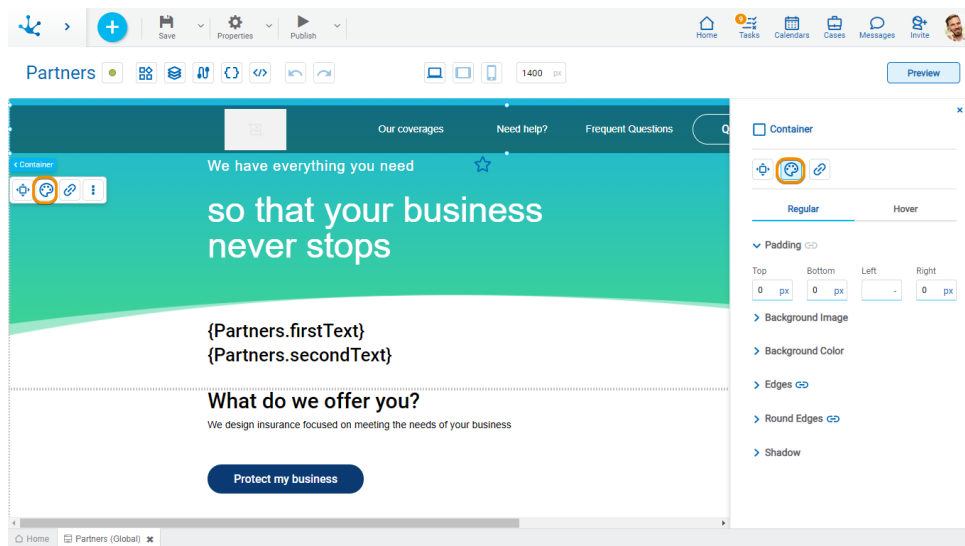 Save
Properties
Publish
Home
9
Tasks
Calendars
Cases
Messages
Invite
Partners
1400 px
Preview
Our coverages
Need help?
Frequent Questions
Q
Container
We have everything you need
so that your business
never stops
{Partners.firstText}
{Partners.secondText}
What do we offer you?
We design insurance focused on meeting the needs of your business
Protect my business
Container
Regular
Hover
Padding
Top
Bottom
Left
Right
0 px
0 px
-
0 px
Background Image
Background Color
Edges
Round Edges
Shadow
Home
Partners (Global)